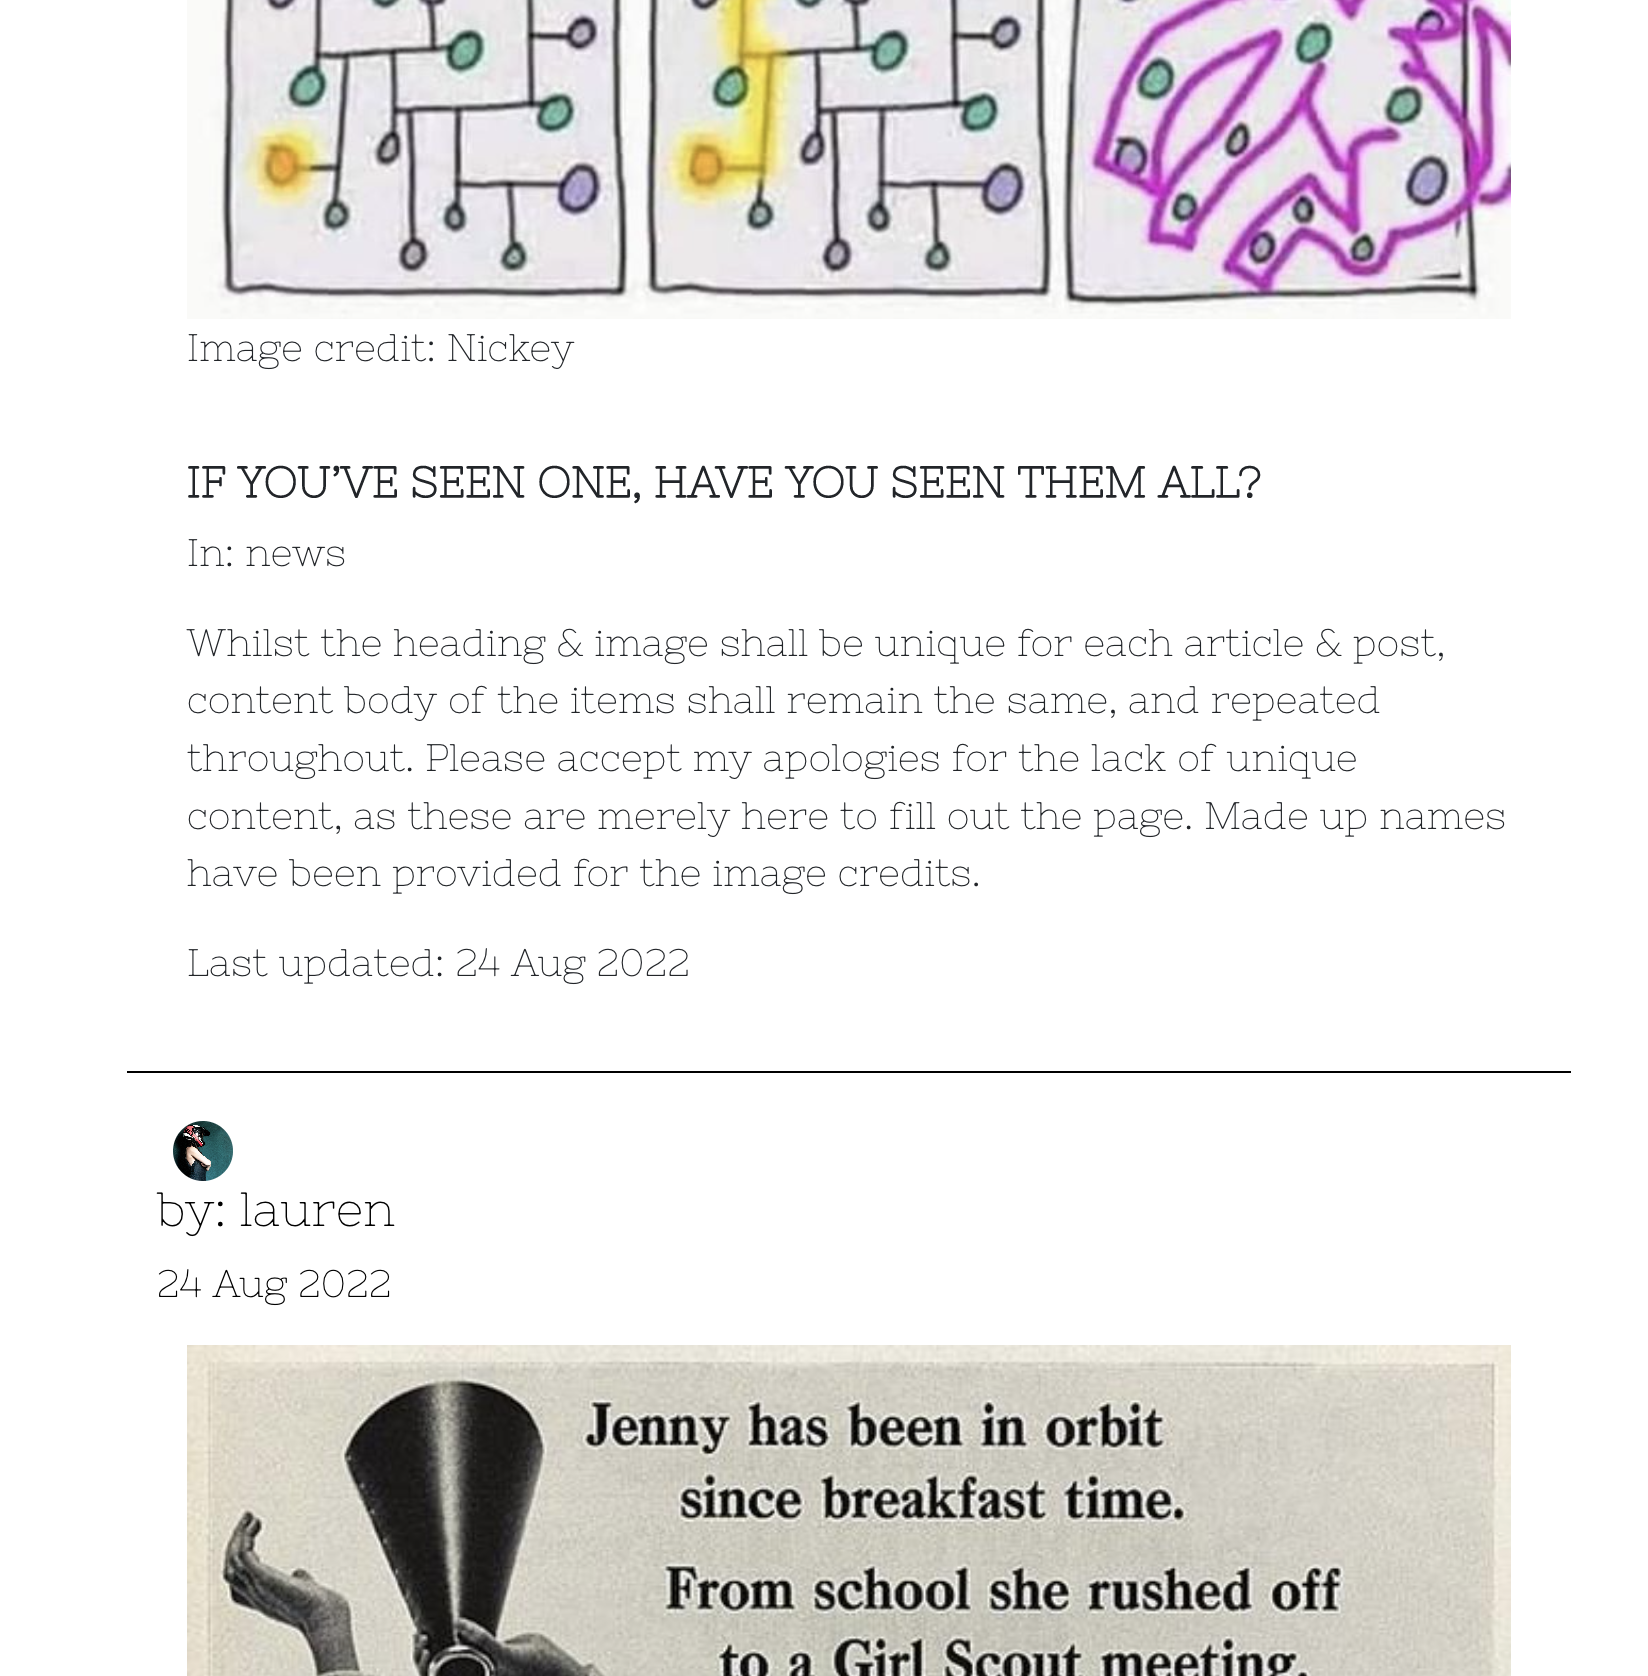 Image credit: Nickey
IF YOU’VE SEEN ONE, HAVE YOU SEEN THEM ALL?
In: news
Whilst the heading & image shall be unique for each article & post,
content body of the items shall remain the same, and repeated
throughout. Please accept my apologies for the lack of unique
content, as these are merely here to fill out the page. Made up names
have been provided for the image credits.
Last updated: 24 Aug 2022
by: lauren
24 Aug 2022
Jenny has been in orbit
since breakfast time.
From school she rushed off
to a Girl Scout meeting.